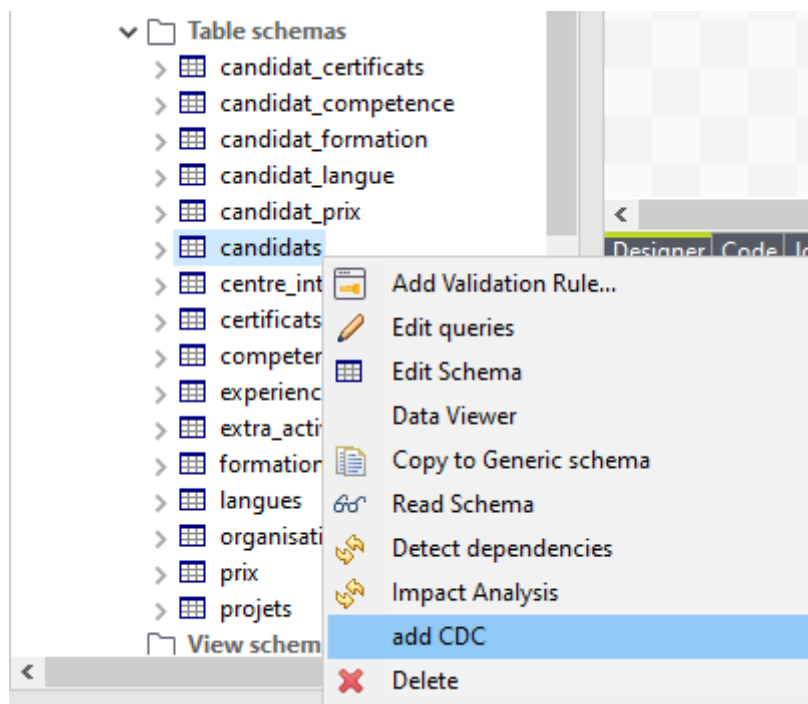 Table schemas
candidat_certificats
candidat_competence
candidat_formation
candidat_langue
candidat_prix
candidats
Designer Code
centre_int
Add Validation Rule...
certificats
Edit queries
competen
Edit Schema
experienc
Data Viewer
extra_acti
Copy to Generic schema
formation
Read Schema
langues
organisati
Detect dependencies
prix
Impact Analysis
projets
add CDC
View schem
Delete